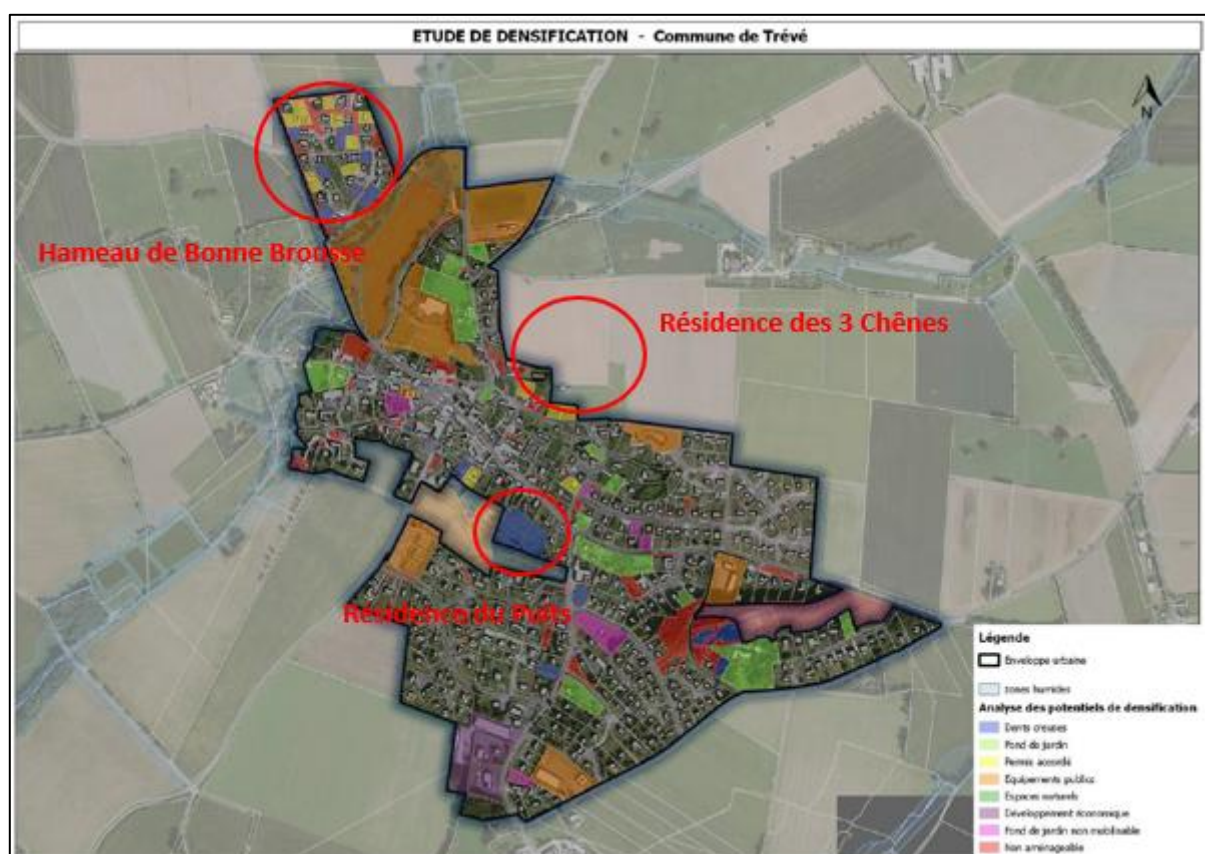 ETUDE DE DENSIFICATION - Commune de Trévé
N
Hameau de Bonne Brousse
Résidence des 3 Chênes
Résidence du Puits
Légende
Enveloppe urbaine
zones humides
Analyse des potentiels de densification
Dents creuses
Fond de jardin
Permis accordé
Equipements publics
Espaces naturels
Développement économique
Fond de jardin non mobilisable
Non aménageable